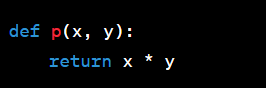 def p(x, y):
    return x * y